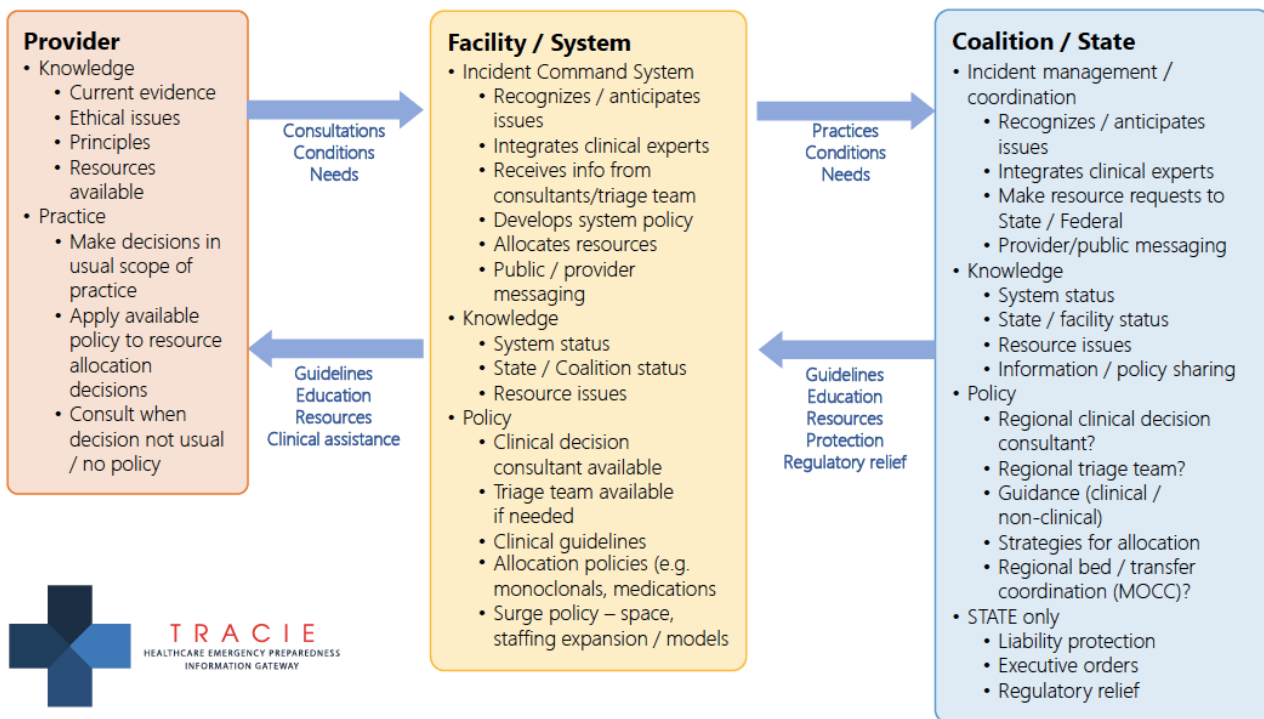 Provider
• Knowledge
• Current evidence
• Ethical issues
• Principles
• Resources
available
• Practice
• Make decisions in
usual scope of
practice
• Apply available
policy to resource
allocation
decisions
• Consult when
decision not usual
/ no policy
Consultations
Conditions
Needs
Guidelines
Education
Resources
Clinical assistance
Facility / System
• Incident Command System
• Recognizes / anticipates
issues
• Integrates clinical experts
• Receives info from
consultants/triage team
• Develops system policy
• Allocates resources
• Public / provider
messaging
• Knowledge
• System status
• State / Coalition status
• Resource issues
• Policy
• Clinical decision
consultant available
• Triage team available
if needed
• Clinical guidelines
• Allocation policies (e.g.
monoclonals, medications
• Surge policy – space,
staffing expansion / models
Practices
Conditions
Needs
Guidelines
Education
Resources
Protection
Regulatory relief
Coalition / State
• Incident management /
coordination
• Recognizes / anticipates
issues
• Integrates clinical experts
• Make resource requests to
State / Federal
• Provider/public messaging
• Knowledge
• System status
• State / facility status
• Resource issues
• Information / policy sharing
• Policy
• Regional clinical decision
consultant?
• Regional triage team?
• Guidance (clinical /
non-clinical)
• Strategies for allocation
• Regional bed / transfer
coordination (MOCC)?
• STATE only
• Liability protection
• Executive orders
• Regulatory relief
TRACIE
HEALTHCARE EMERGENCY PREPAREDNESS
INFORMATION GATEWAY